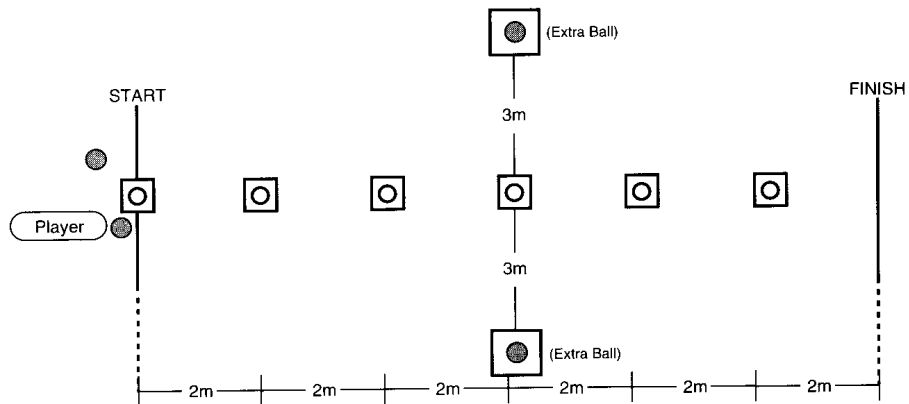 (Extra Ball)
START
FINISH
3m
Player
3m
(Extra Ball)
2m 2m 2m 2m 2m 2m